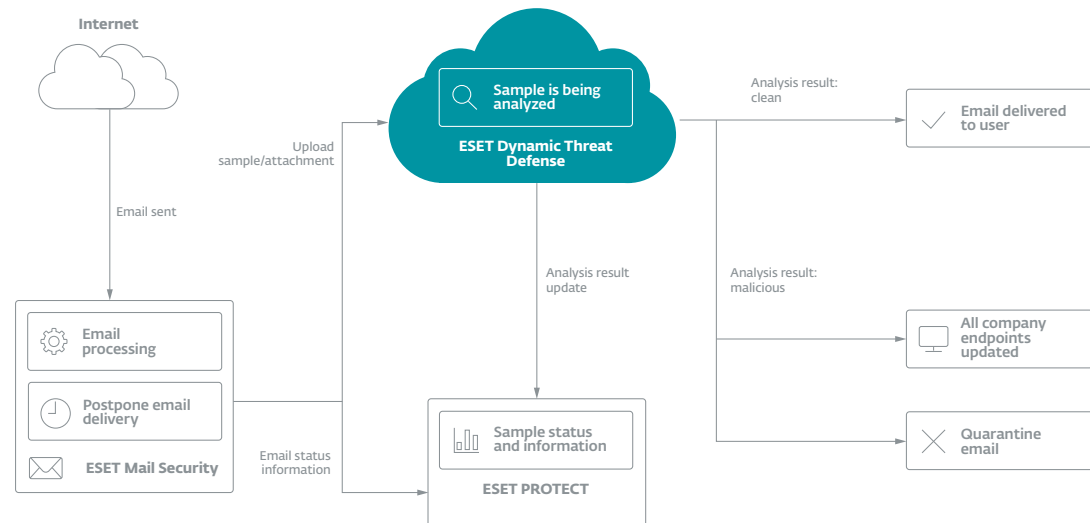 Internet
Email sent
Email
processing
Postpone email
delivery
ESET Mail Security
Upload
sample/attachment
Email status
information
Sample is being
analyzed
ESET Dynamic Threat
Defense
Analysis result
update
Sample status
and information
ESET PROTECT
Analysis result:
clean
Email delivered
to user
Analysis result:
malicious
All company
endpoints
updated
Quarantine
email